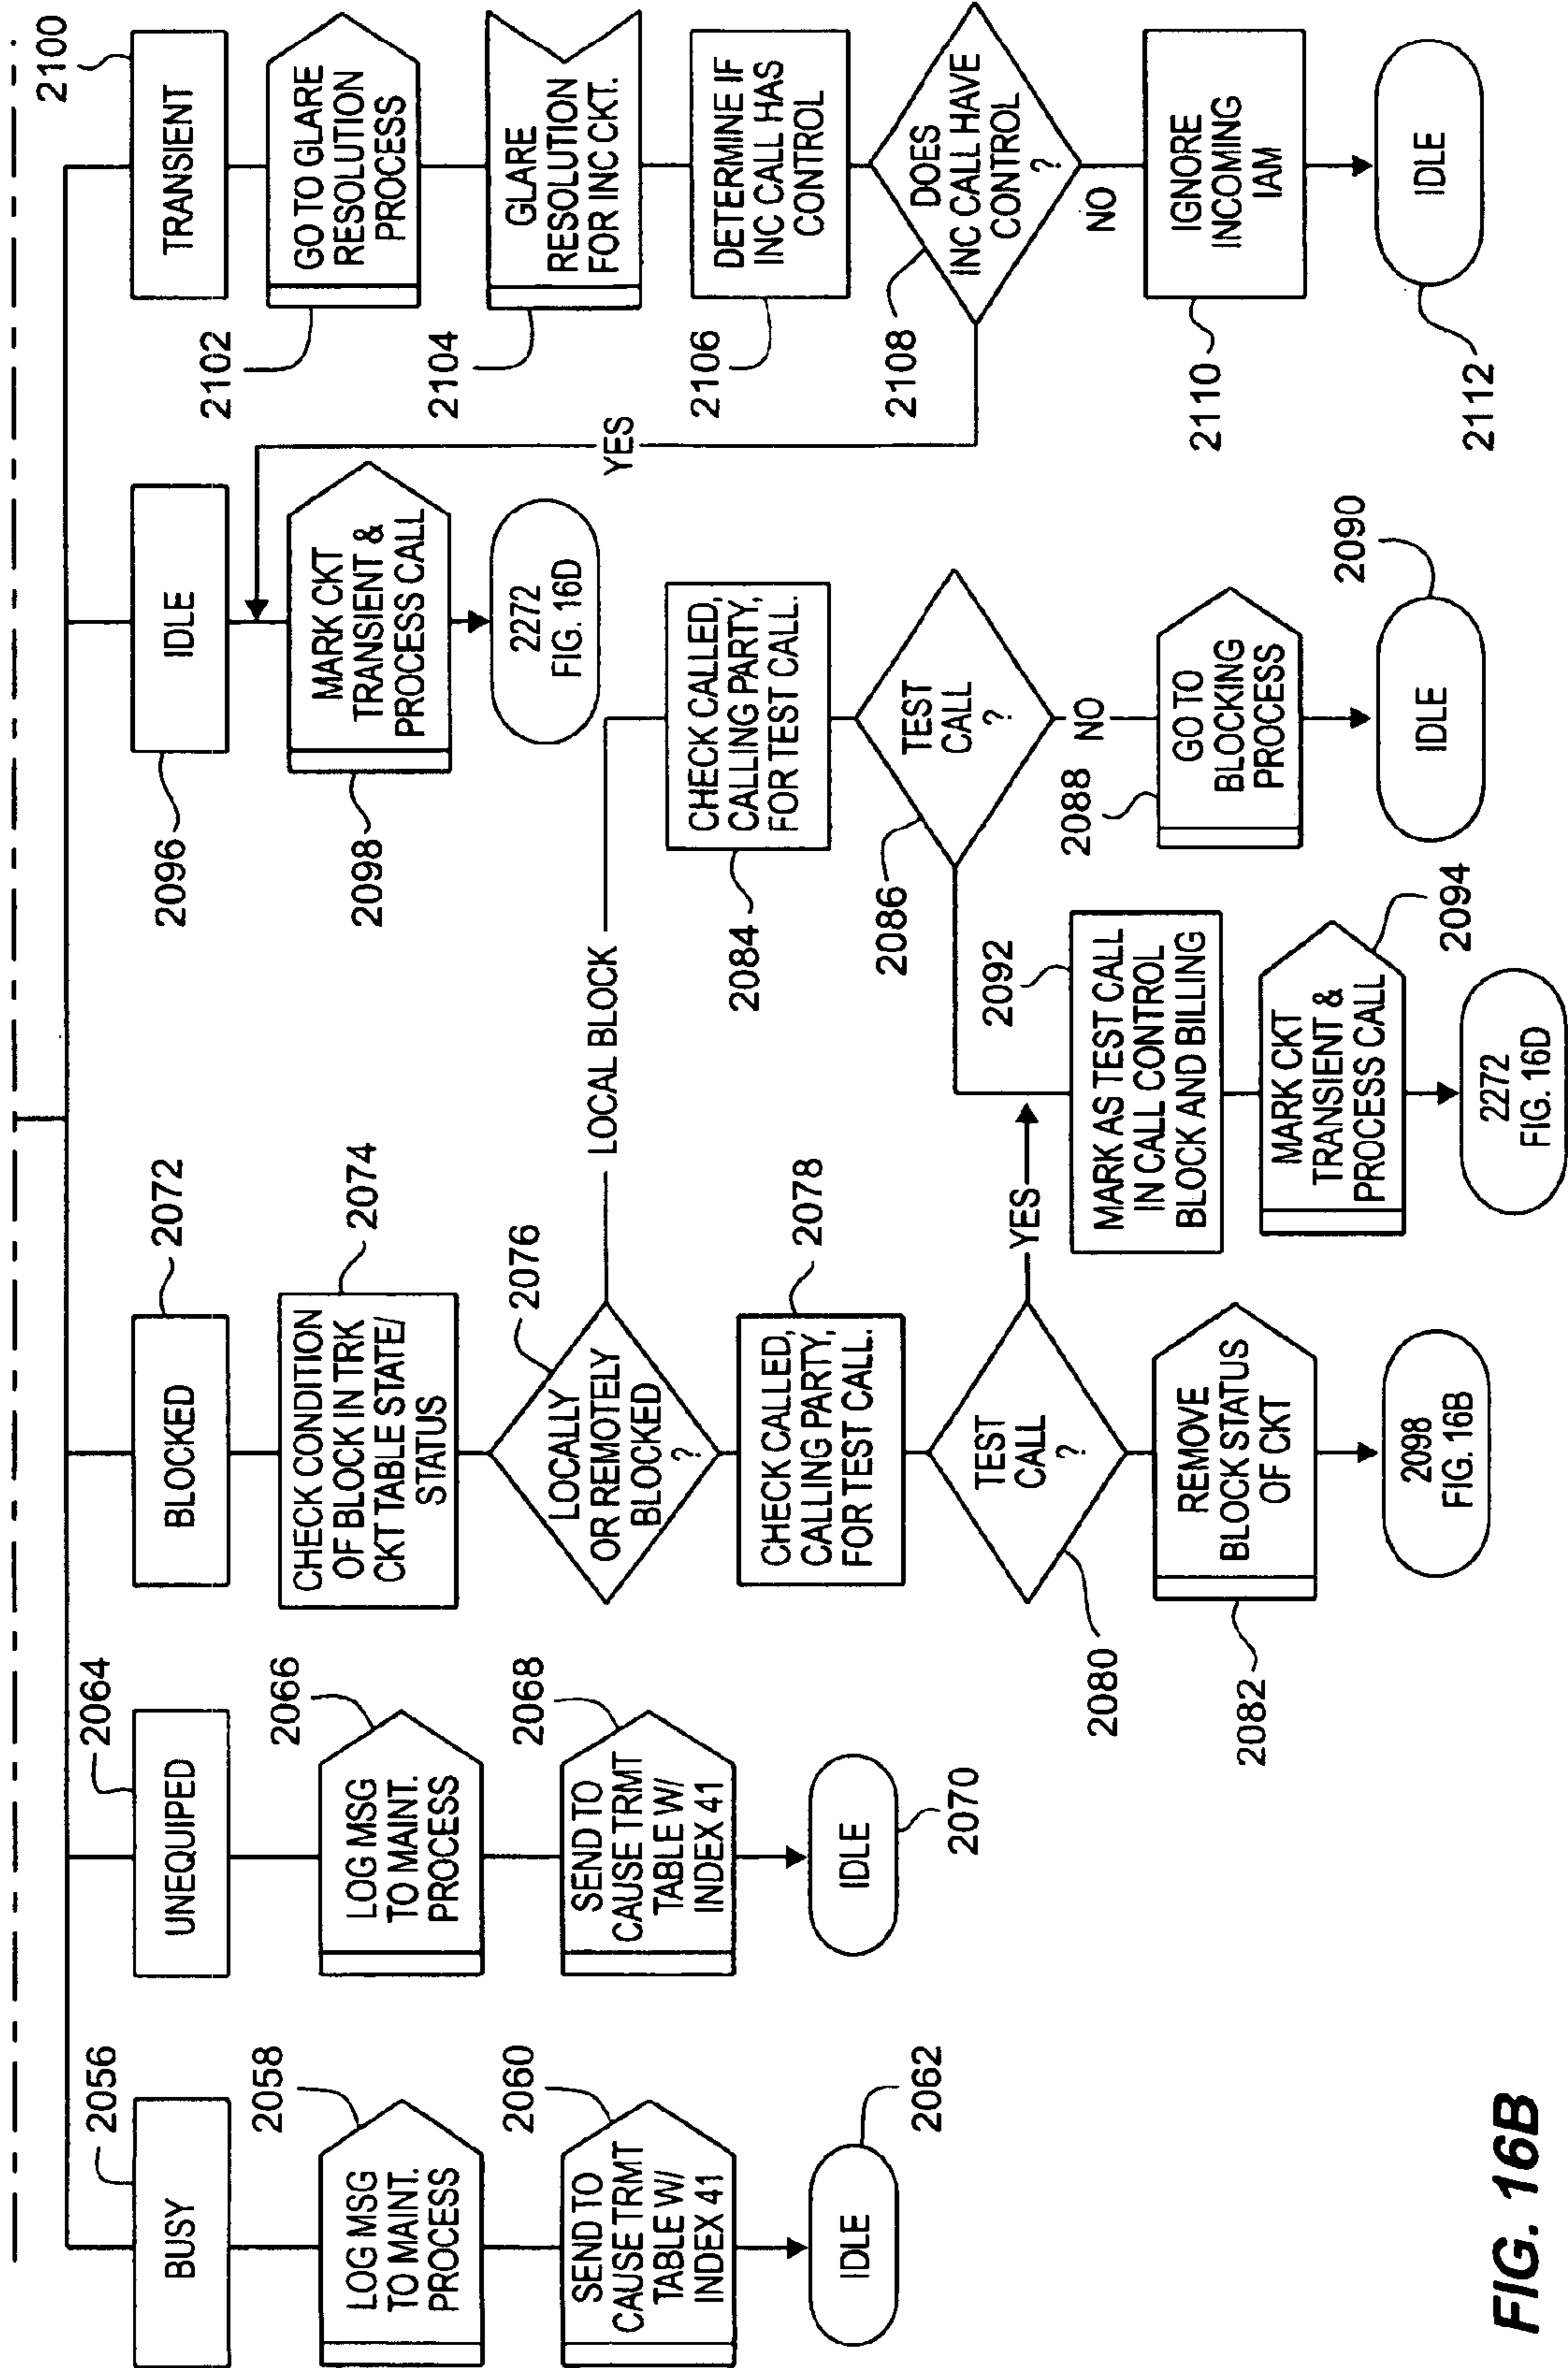 BUSY
2056
LOG MSG
TO MAINT.
PROCESS
2058
SEND TO
CAUSE TRMT
TABLE W/
INDEX 41
2060
IDLE
2062
UNEQUIPED
2064
LOG MSG
TO MAINT.
PROCESS
2066
SEND TO
CAUSE TRMT
TABLE W/
INDEX 41
2068
IDLE
2070
BLOCKED
2072
CHECK CONDITION
OF BLOCK IN TRK
CKT TABLE STATE/
STATUS
2074
LOCALLY
OR REMOTELY
BLOCKED
?
2076
LOCAL BLOCK
CHECK CALLED,
CALLING PARTY,
FOR TEST CALL.
2078
TEST
CALL
?
2080
YES
REMOVE
BLOCK STATUS
OF CKT
2082
2098
FIG. 16B
CHECK CALLED,
CALLING PARTY,
FOR TEST CALL.
2084
TEST
CALL
?
2086
NO
GO TO
BLOCKING
PROCESS
2088
IDLE
2090
MARK AS TEST CALL
IN CALL CONTROL
BLOCK AND BILLING
2092
MARK CKT
TRANSIENT &
PROCESS CALL
2094
2272
FIG. 16D
IDLE
2096
MARK CKT
TRANSIENT &
PROCESS CALL
2098
2272
FIG. 16D
TRANSIENT
2100
GO TO GLARE
RESOLUTION
PROCESS
2102
GLARE
RESOLUTION
FOR INC CKT.
2104
DETERMINE IF
INC CALL HAS
CONTROL
2106
DOES
INC CALL HAVE
CONTROL
?
2108
YES
NO
IGNORE
INCOMING
IAM
2110
IDLE
2112
FIG. 16B